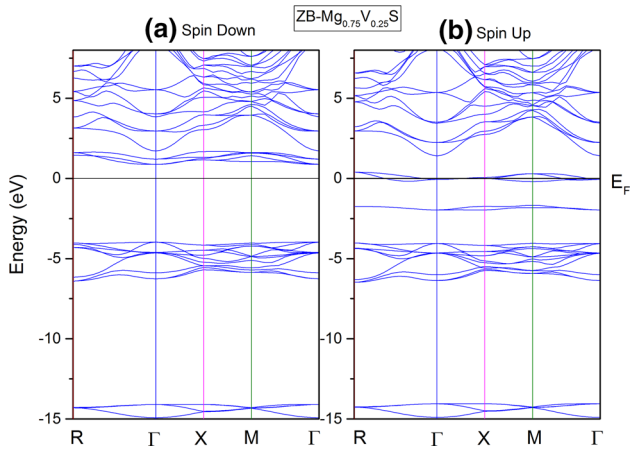 ZB-Mg0.75V0.25S
(a) Spin Down
(b) Spin Up
Energy (eV)
5
0
-5
-10
-15
R Γ X M Γ
5
0
-5
-10
-15
R Γ X M Γ
EF